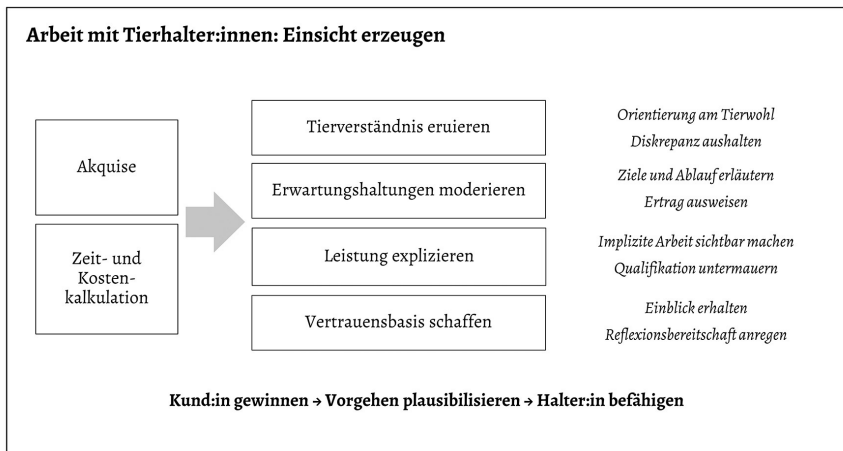 Arbeit mit Tierhalter:innen: Einsicht erzeugen
Akquise
Zeit- und
Kosten-
kalkulation
Tierverständnis eruieren
Erwartungshaltungen moderieren
Leistung explizieren
Vertrauensbasis schaffen
Orientierung am Tierwohl
Diskrepanz aushalten
Ziele und Ablauf erläutern
Ertrag ausweisen
Implizite Arbeit sichtbar machen
Qualifikation untermauern
Einblick erhalten
Reflexionsbereitschaft anregen
Kund:in gewinnen → Vorgehen plausibilisieren → Halter:in befähigen